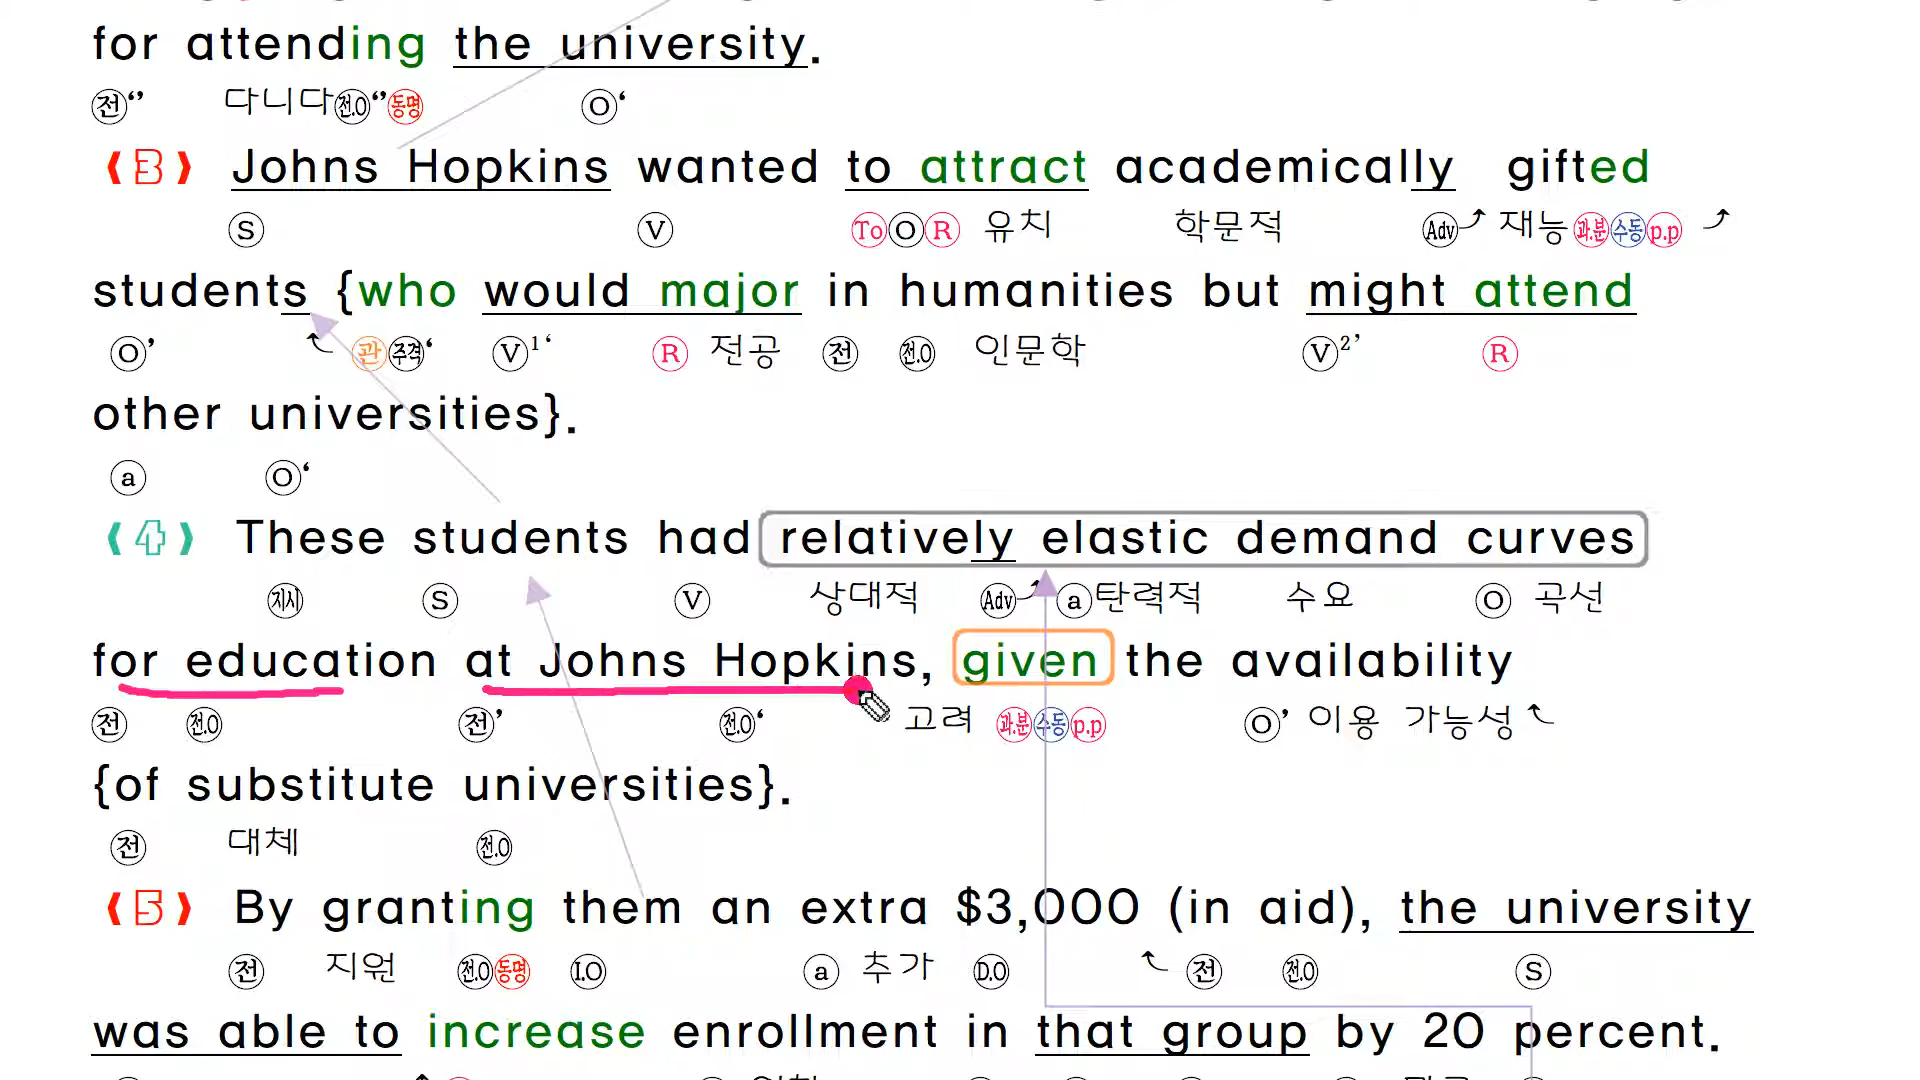 for attending the university.
전 다니다 전.O 동명 O
(3) Johns Hopkins wanted to attract academically gifted
S V To O R 유치 학문적 Adv 재능 과.분 수동 p.p
students {who would major in humanities but might attend
O' 관 주격 V1 R 전공 전 전.O 인문학 V2 R
other universities}.
a O
(4) These students had relatively elastic demand curves
지시 S V 상대적 Adv a 탄력적 수요 O 곡선
for education at Johns Hopkins, given the availability
전 전.O 전' 전.O 고려 과.분 수동 p.p O' 이용 가능성
{of substitute universities}.
전 대체 전.O
(5) By granting them an extra $3,000 (in aid), the university
전 지원 전.O 동명 I.O a 추가 D.O 전 전.O S
was able to increase enrollment in that group by 20 percent.